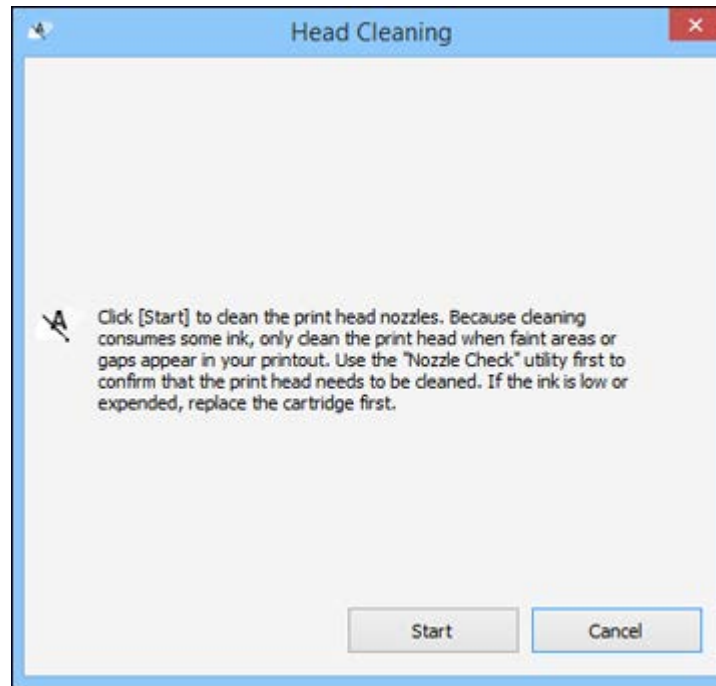 Head Cleaning
Click [Start] to clean the print head nozzles. Because cleaning
consumes some ink, only clean the print head when faint areas or
gaps appear in your printout. Use the "Nozzle Check" utility first to
confirm that the print head needs to be cleaned. If the ink is low or
expended, replace the cartridge first.
Start
Cancel